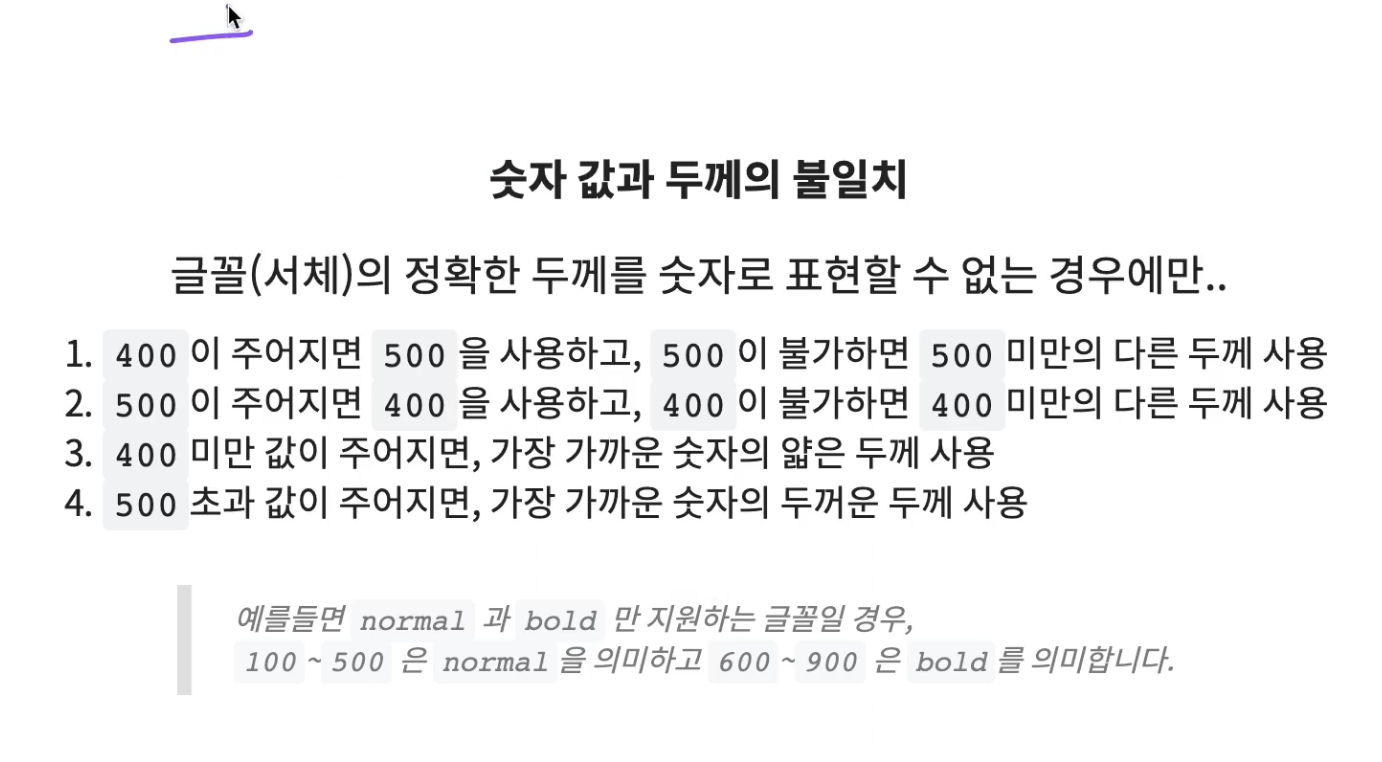 숫자 값과 두께의 불일치
글꼴(서체)의 정확한 두께를 숫자로 표현할 수 없는 경우에만..
1. 400 이 주어지면 500 을 사용하고, 500 이 불가하면 500 미만의 다른 두께 사용
2. 500 이 주어지면 400 을 사용하고, 400 이 불가하면 400 미만의 다른 두께 사용
3. 400 미만 값이 주어지면, 가장 가까운 숫자의 얇은 두께 사용
4. 500 초과 값이 주어지면, 가장 가까운 숫자의 두꺼운 두께 사용
예를들면 normal 과 bold 만 지원하는 글꼴일 경우,
100 ~ 500 은 normal 을 의미하고 600 ~ 900 은 bold 를 의미합니다.